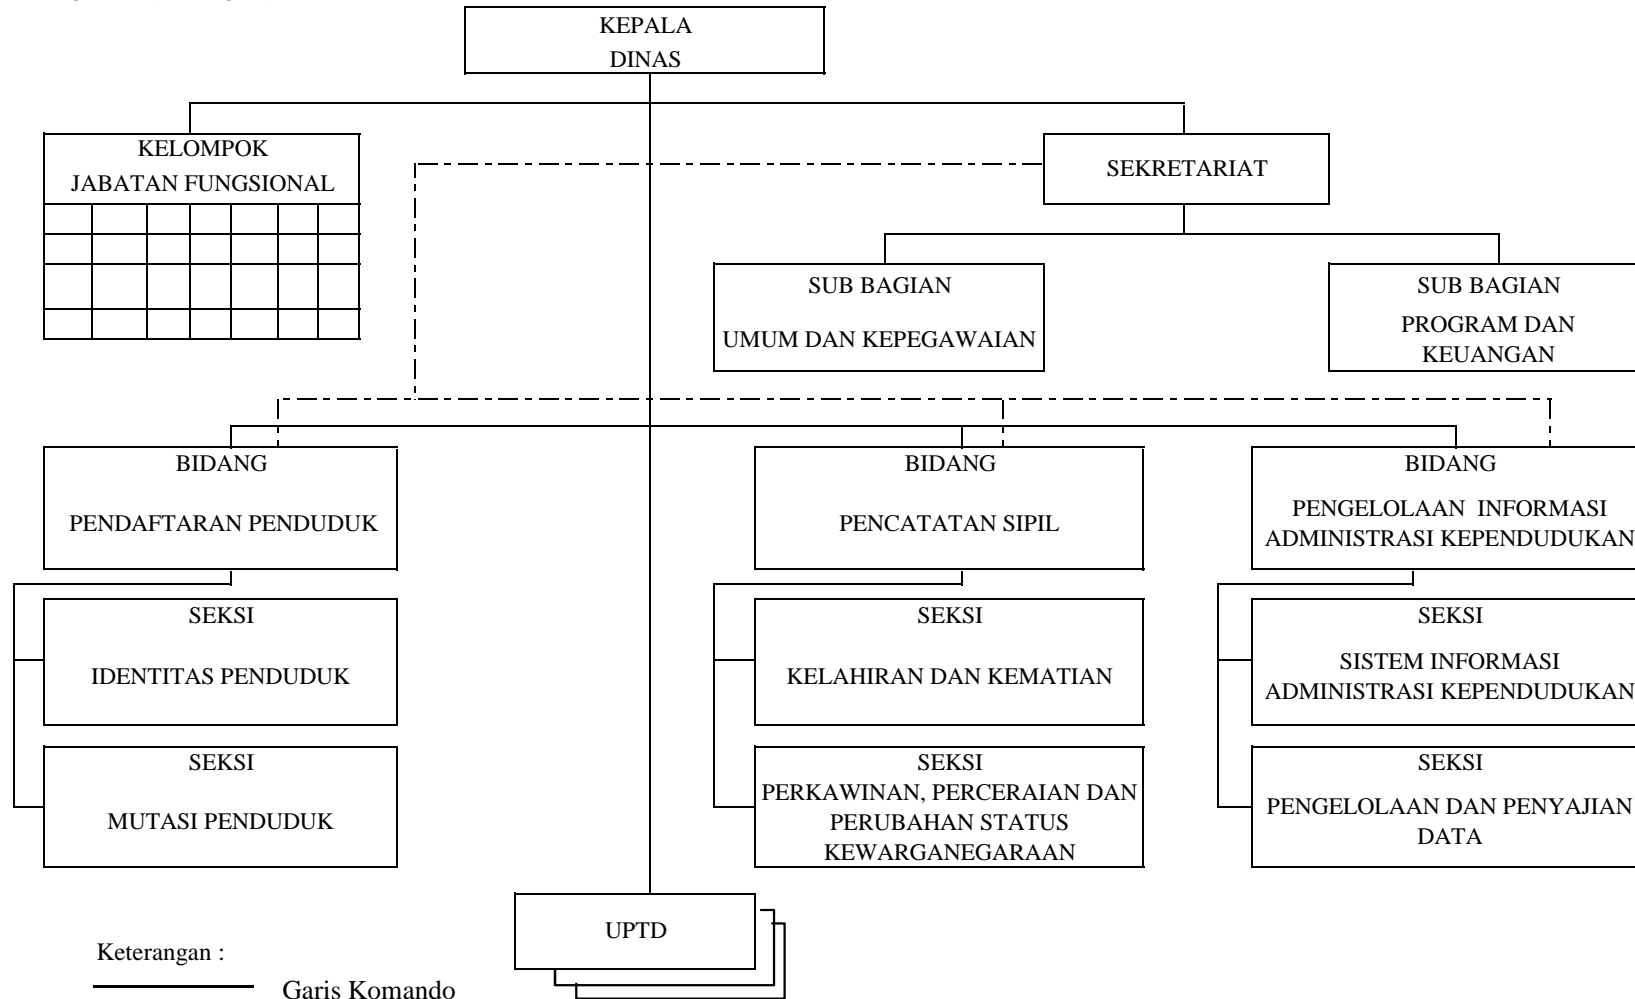 KEPALA
DINAS
KELOMPOK
JABATAN FUNGSIONAL
SEKRETARIAT
SUB BAGIAN
UMUM DAN KEPEGAWAIAN
SUB BAGIAN
PROGRAM DAN
KEUANGAN
BIDANG
PENDAFTARAN PENDUDUK
BIDANG
PENCATATAN SIPIL
BIDANG
PENGELOLAAN INFORMASI
ADMINISTRASI KEPENDUDUKAN
SEKSI
IDENTITAS PENDUDUK
SEKSI
KELAHIRAN DAN KEMATIAN
SEKSI
SISTEM INFORMASI
ADMINISTRASI KEPENDUDUKAN
SEKSI
MUTASI PENDUDUK
SEKSI
PERKAWINAN, PERCERAIAN DAN
PERUBAHAN STATUS
KEWARGANEGARAAN
SEKSI
PENGELOLAAN DAN PENYAJIAN
DATA
UPTD
Keterangan :
Garis Komando